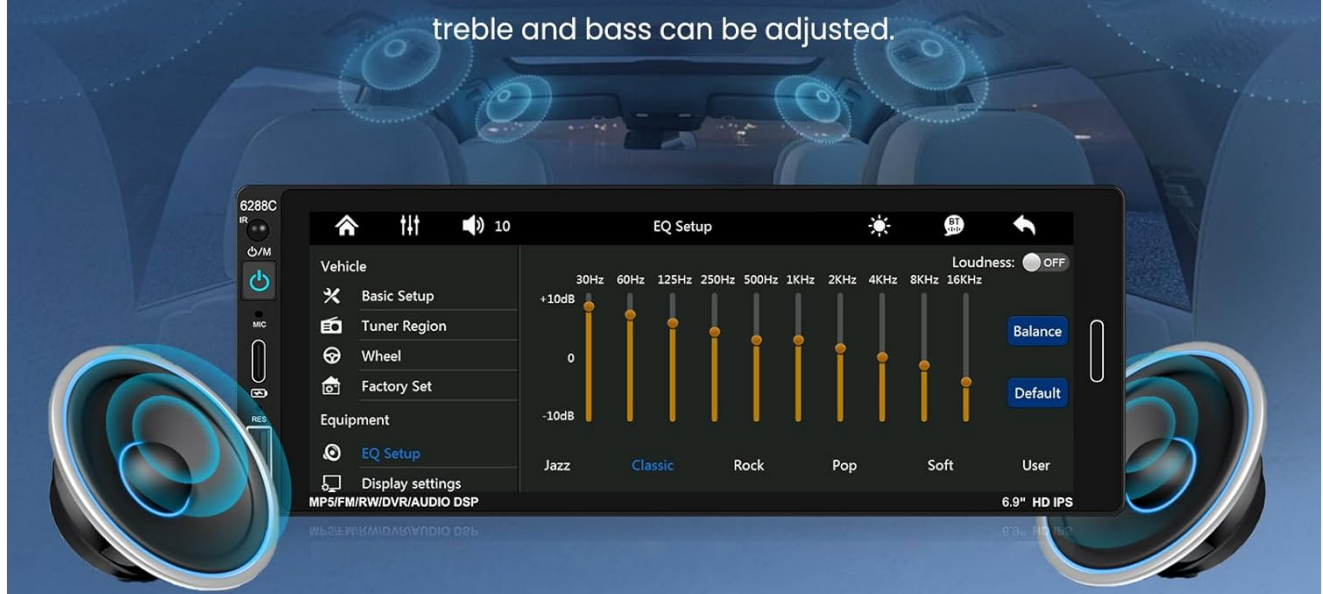 treble and bass can be adjusted.
6288C
IR
⏻/M
MIC
RES
10
EQ Setup
BT
Vehicle
Basic Setup
Tuner Region
Wheel
Factory Set
Equipment
EQ Setup
Display settings
Loudness: OFF
30Hz 60Hz 125Hz 250Hz 500Hz 1KHz 2KHz 4KHz 8KHz 16KHz
+10dB
0
-10dB
Balance
Default
Jazz Classic Rock Pop Soft User
MP5/FM/RW/DVR/AUDIO DSP
6.9" HD IPS